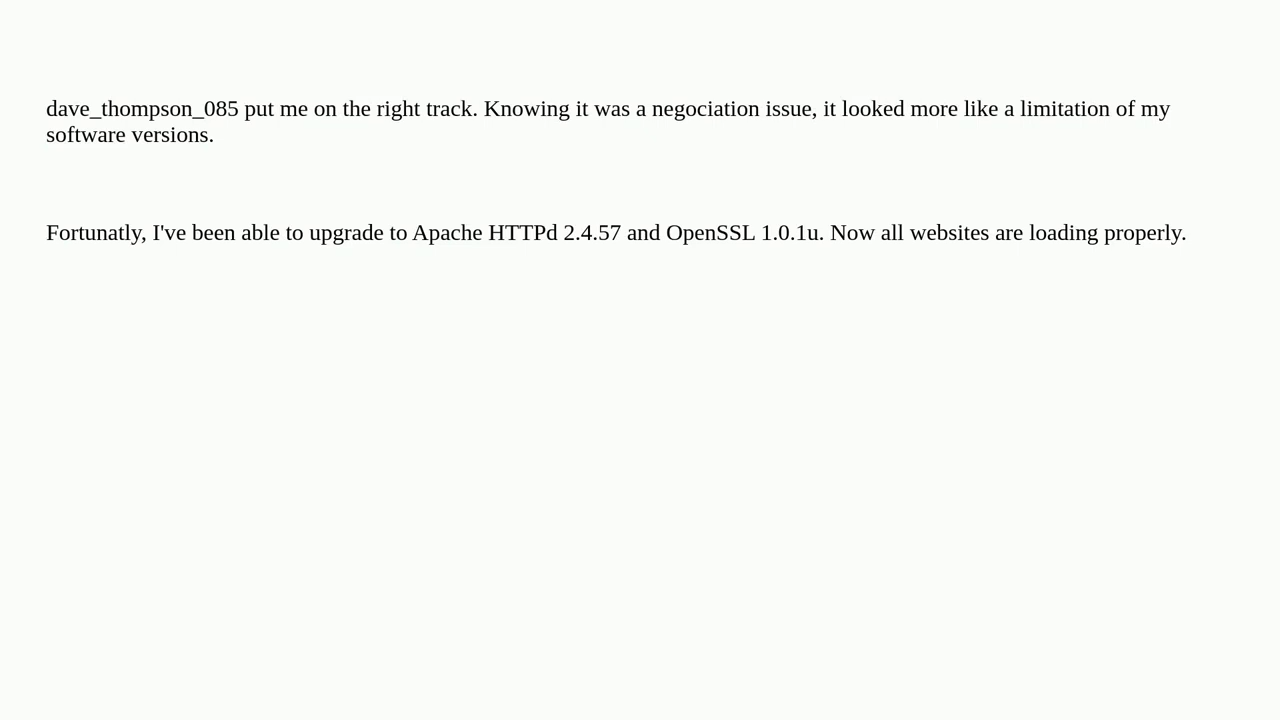 dave_thompson_085 put me on the right track. Knowing it was a negociation issue, it looked more like a limitation of my
software versions.
Fortunatly, I've been able to upgrade to Apache HTTPd 2.4.57 and OpenSSL 1.0.1u. Now all websites are loading properly.